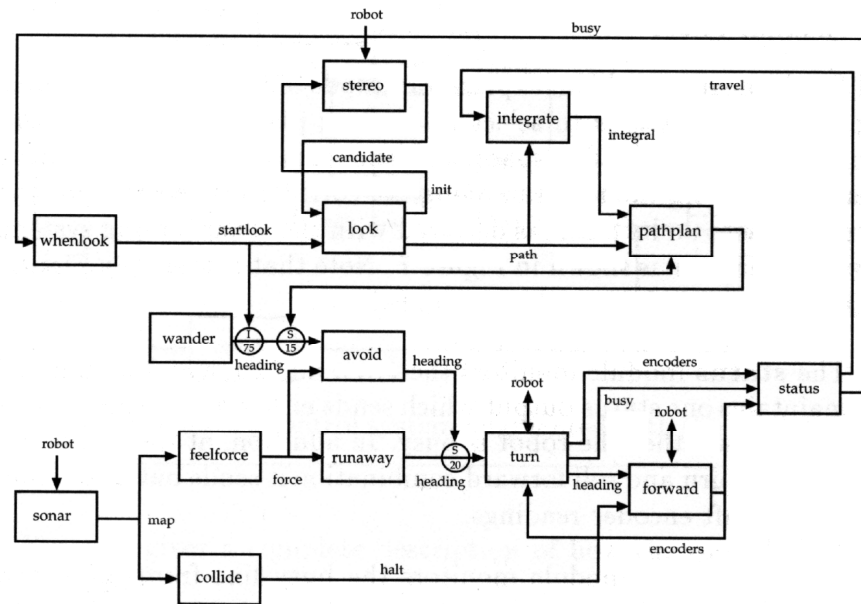 robot
busy
stereo
travel
integrate
integral
candidate
init
startlook
look
pathplan
whenlook
path
wander
I
75
S
15
heading
avoid
heading
encoders
robot
busy
status
robot
robot
feelforce
runaway
S
20
turn
force
heading
heading
forward
sonar
map
encoders
collide
halt